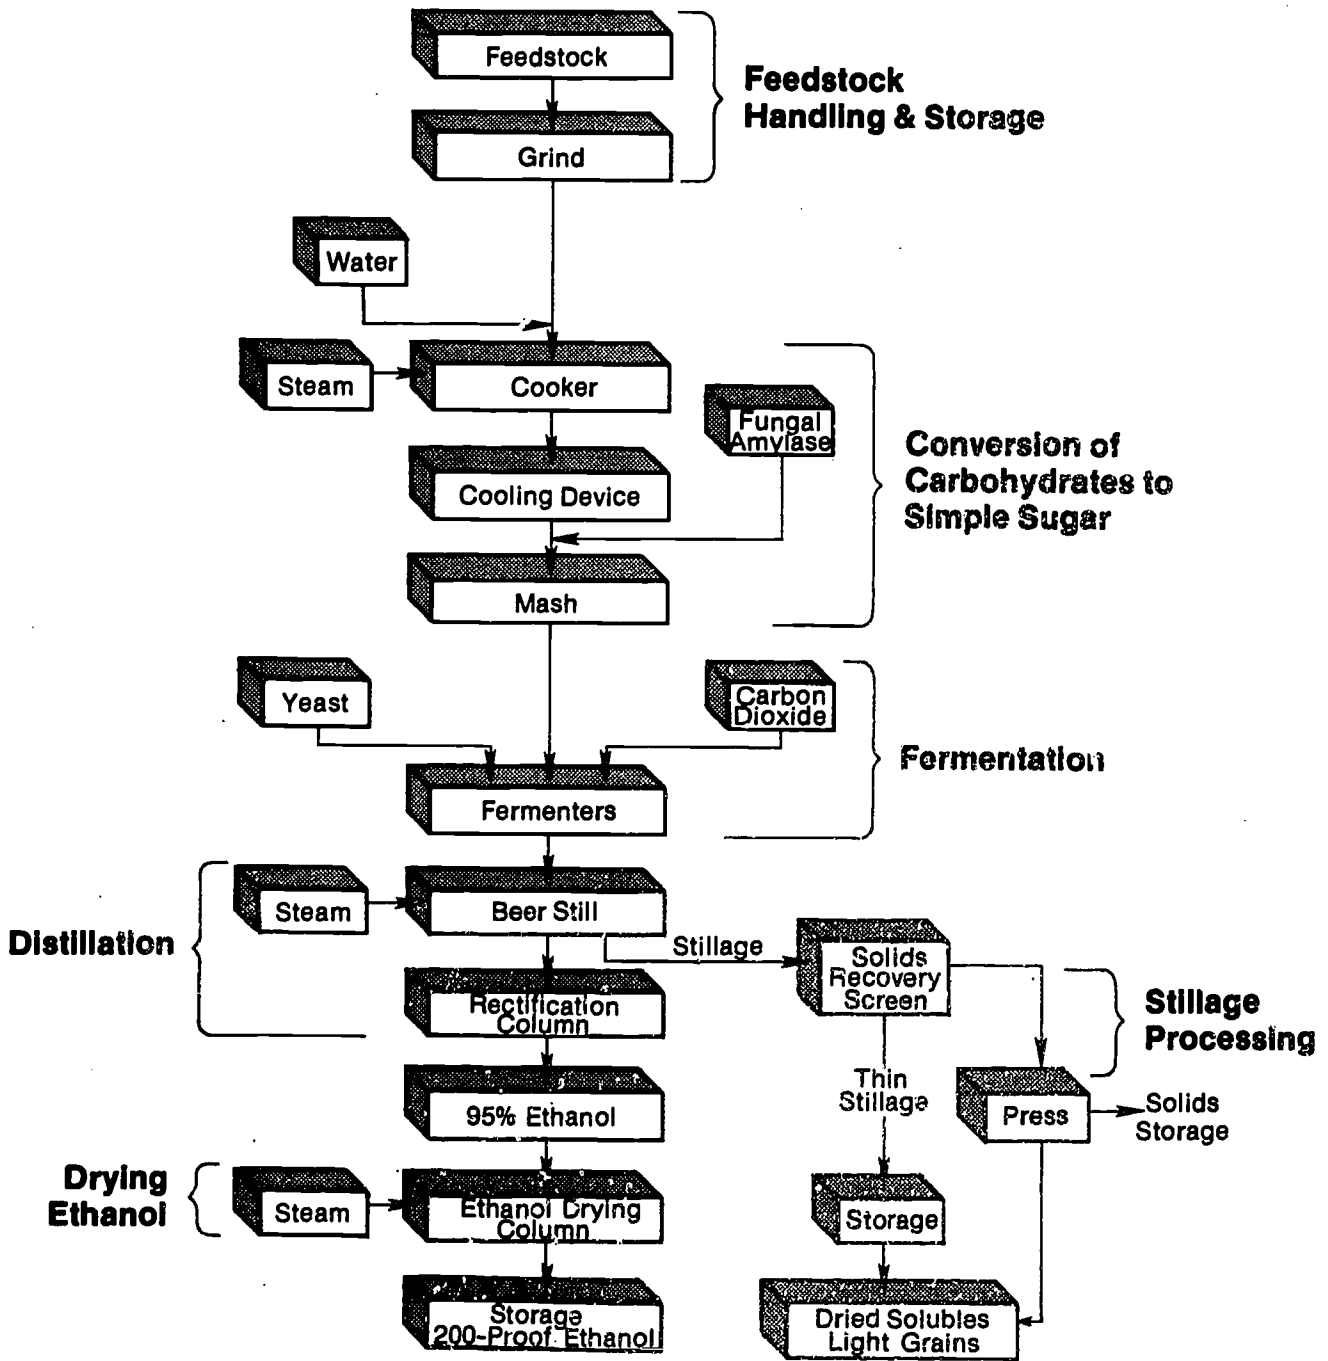 Feedstock
Feedstock
Handling & Storage
Grind
Water
Steam
Cooker
Fungal
Amylase
Conversion of
Carbohydrates to
Simple Sugar
Cooling Device
Mash
Yeast
Carbon
Dioxide
Fermentation
Fermenters
Distillation
Steam
Beer Still
Stillage
Solids
Recovery
Screen
Stillage
Processing
Rectification
Column
Thin
Stillage
95% Ethanol
Press
Solids
Storage
Drying
Ethanol
Steam
Ethanol Drying
Column
Storage
Storage
200-Proof Ethanol
Dried Solubles
Light Grains